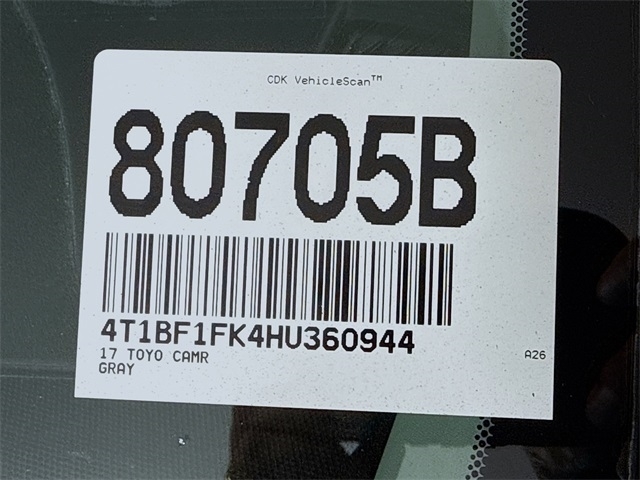 CDK VehicleScan™
80705B
4T1BF1FK4HU360944
17 TOYO CAMR
GRAY
A26